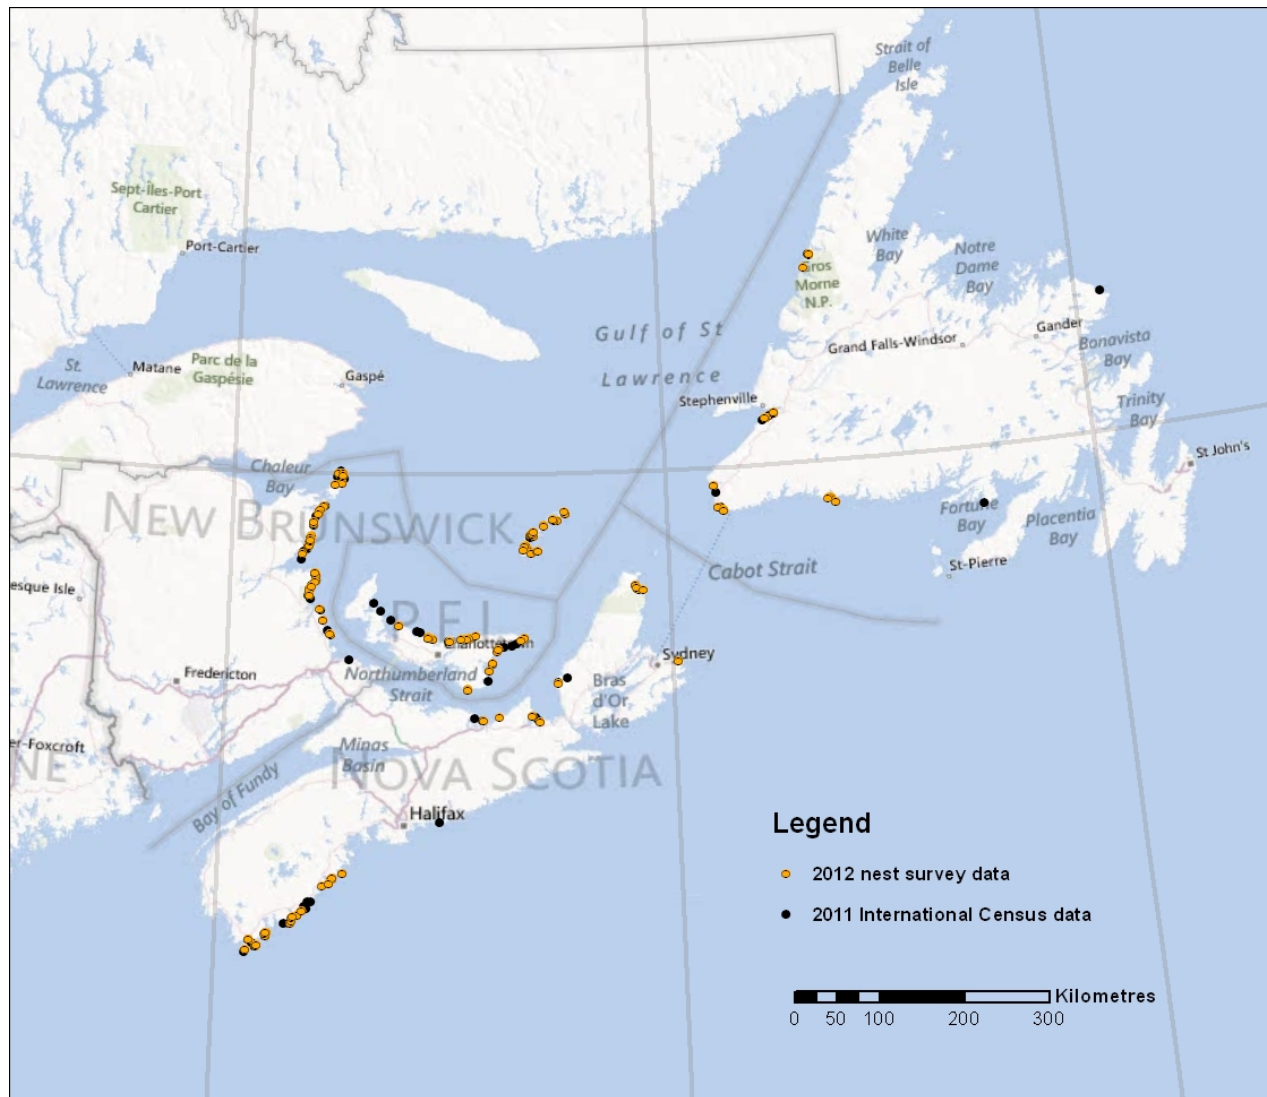 Strait of
Belle
Isle
Sept-Îles-Port
Cartier
Port-Cartier
White
Bay
Notre
Dame
Bay
Gros
Morne
N.P.
Gulf of St
Lawrence
Gander
Grand Falls-Windsor
Bonavista
Bay
St.
Lawrence
Matane
Parc de la
Gaspésie
Gaspé
Stephenville
Trinity
Bay
St John's
Chaleur
Bay
NEW BRUNSWICK
Fortune
Bay
Placentia
Bay
St-Pierre
Cabot Strait
esque Isle
P.E.I.
Charlottetown
Sydney
Fredericton
Northumberland
Strait
Bras
d'Or
Lake
er-Foxcroft
NE
Minas
Basin
NOVA SCOTIA
Bay of Fundy
Halifax
Legend
2012 nest survey data
2011 International Census data
Kilometres
0 50 100 200 300